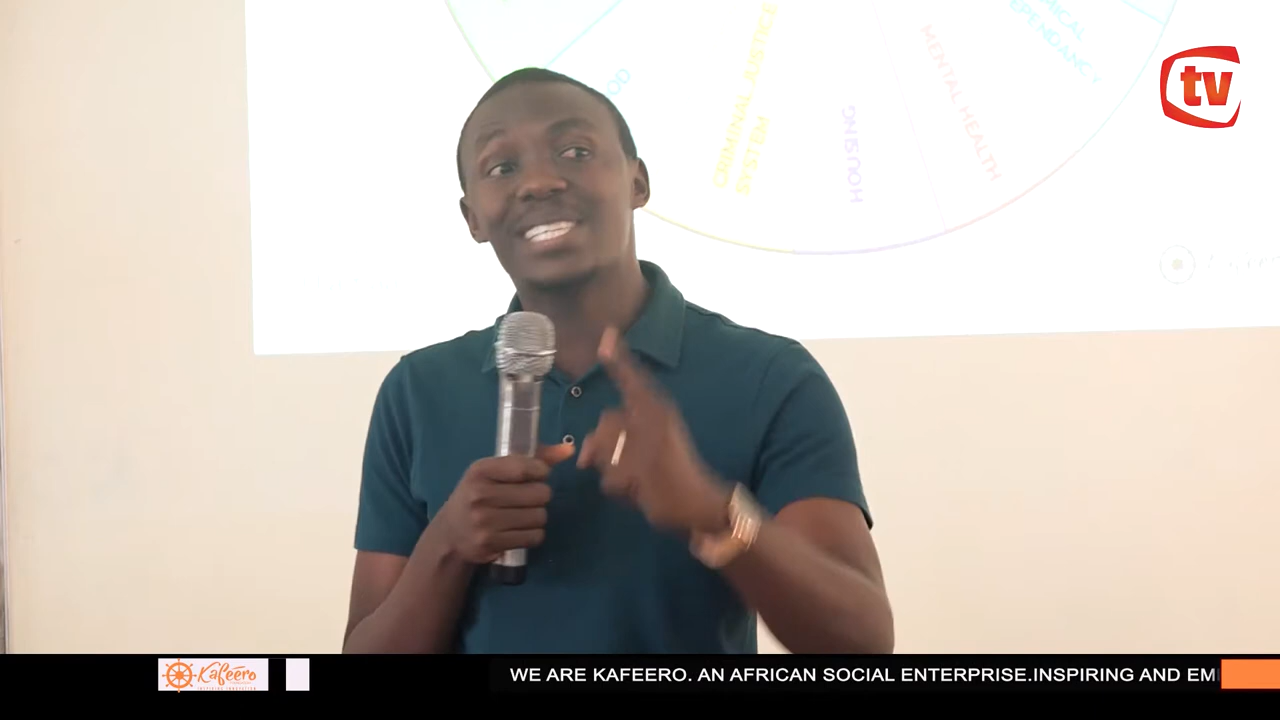 MENTAL HEALTH
CRIMINAL JUSTICE
SYSTEM
HOUSING
tv
Kafeero
WE ARE KAFEERO. AN AFRICAN SOCIAL ENTERPRISE.INSPIRING AND EM